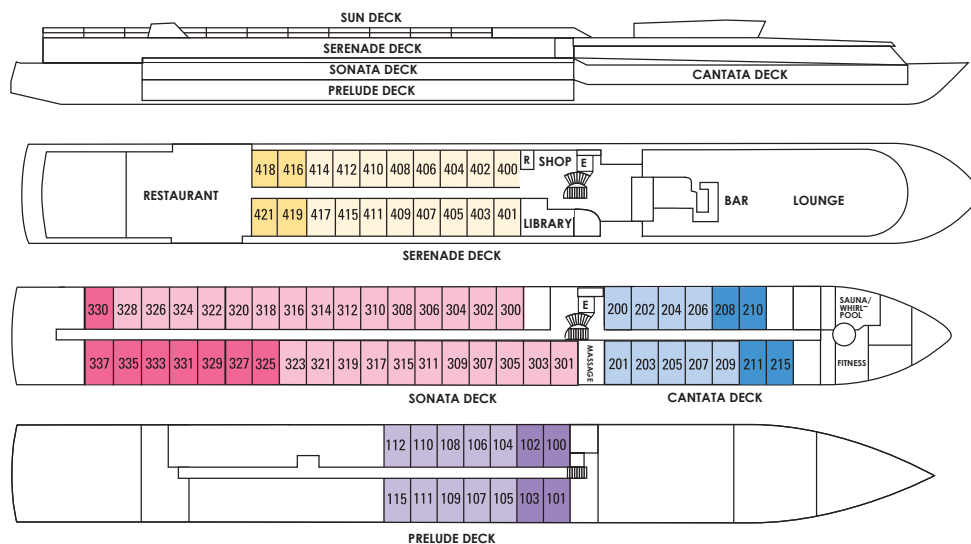 SUN DECK
SERENADE DECK
SONATA DECK
CANTATA DECK
PRELUDE DECK
418 416 414 412 410 408 406 404 402 400 R SHOP E
RESTAURANT BAR LOUNGE
421 419 417 415 411 409 407 405 403 401 LIBRARY
SERENADE DECK
330 328 326 324 322 320 318 316 314 312 310 308 306 304 302 300 E 200 202 204 206 208 210
SAUNA/
WHIRL-
POOL
337 335 333 331 329 327 325 323 321 319 317 315 311 309 307 305 303 301 MASSAGE 201 203 205 207 209 211 215 FITNESS
SONATA DECK CANTATA DECK
112 110 108 106 104 102 100
115 111 109 107 105 103 101
PRELUDE DECK